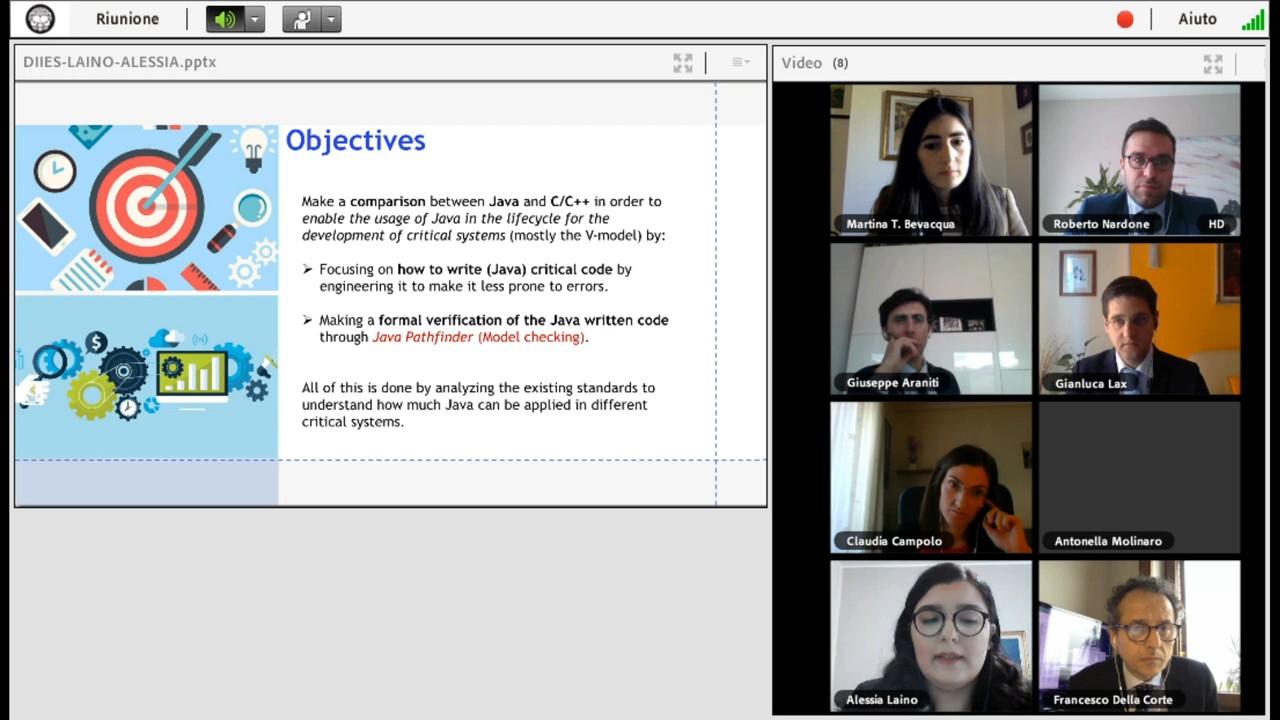 Riunione
Aiuto
DIIES-LAINO-ALESSIA.pptx
Objectives
Make a comparison between Java and C/C++ in order to
enable the usage of Java in the lifecycle for the
development of critical systems (mostly the V-model) by:
➢ Focusing on how to write (Java) critical code by
engineering it to make it less prone to errors.
➢ Making a formal verification of the Java written code
through Java Pathfinder (Model checking).
All of this is done by analyzing the existing standards to
understand how much Java can be applied in different
critical systems.
Video (8)
Martina T. Bevacqua
Roberto Nardone HD
Giuseppe Araniti
Gianluca Lax
Claudia Campolo
Antonella Molinaro
Alessia Laino
Francesco Della Corte